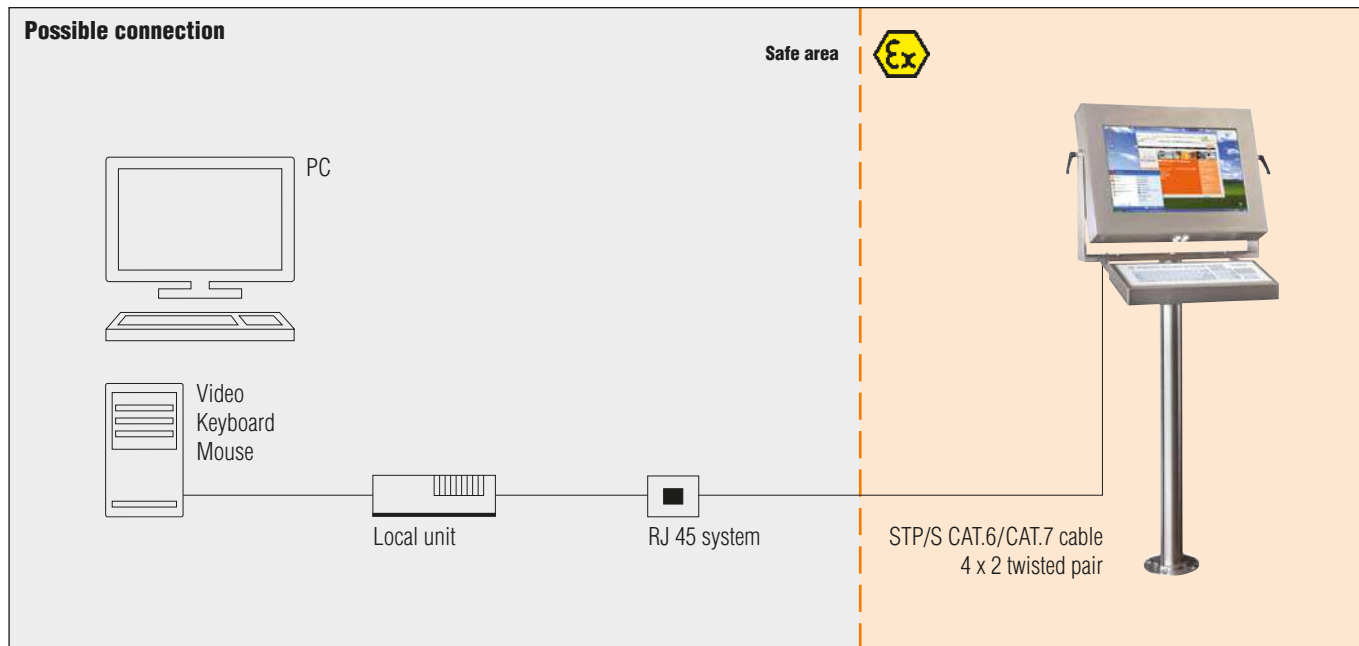 Possible connection
Safe area
Ex
PC
Video
Keyboard
Mouse
Local unit
RJ 45 system
STP/S CAT.6/CAT.7 cable
4 x 2 twisted pair